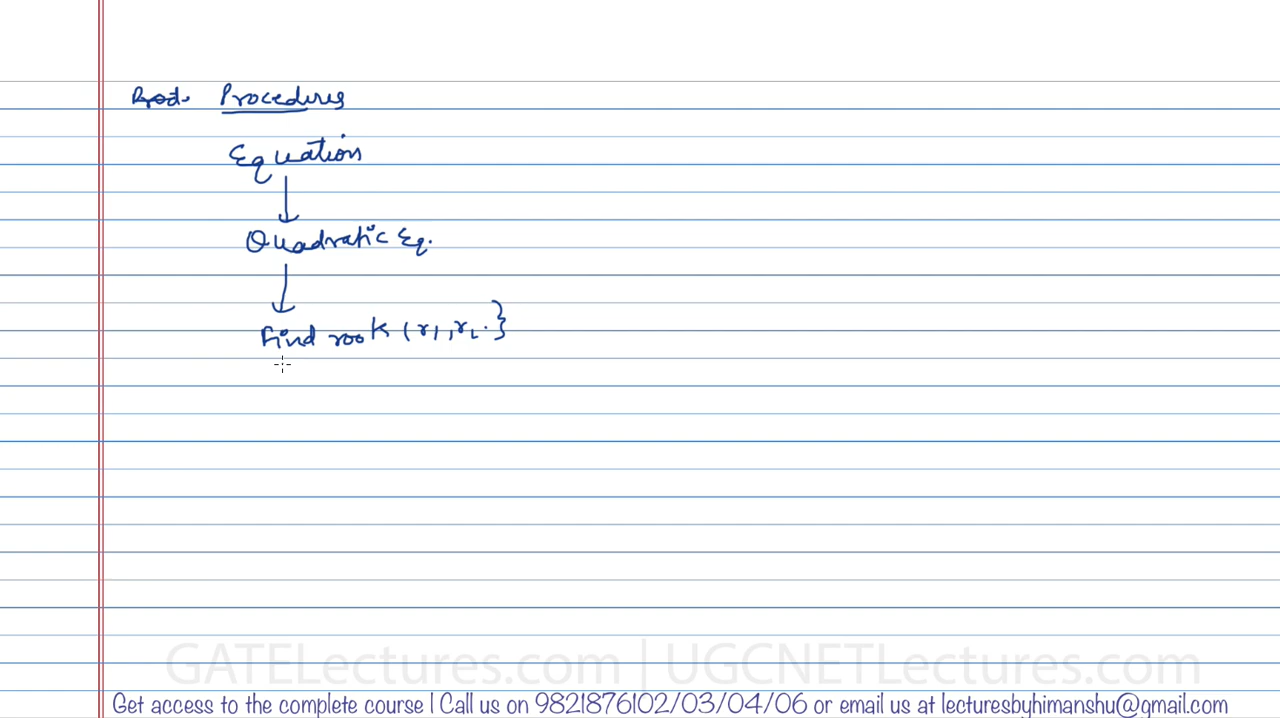 Procedures
Equation
Quadratic Eq.
Find roots (r1, r2.}
GATELectures.com | UGCNETLectures.com
Get access to the complete course | Call us on 9821876102/03/04/06 or email us at lecturesbyhimanshu@gmail.com